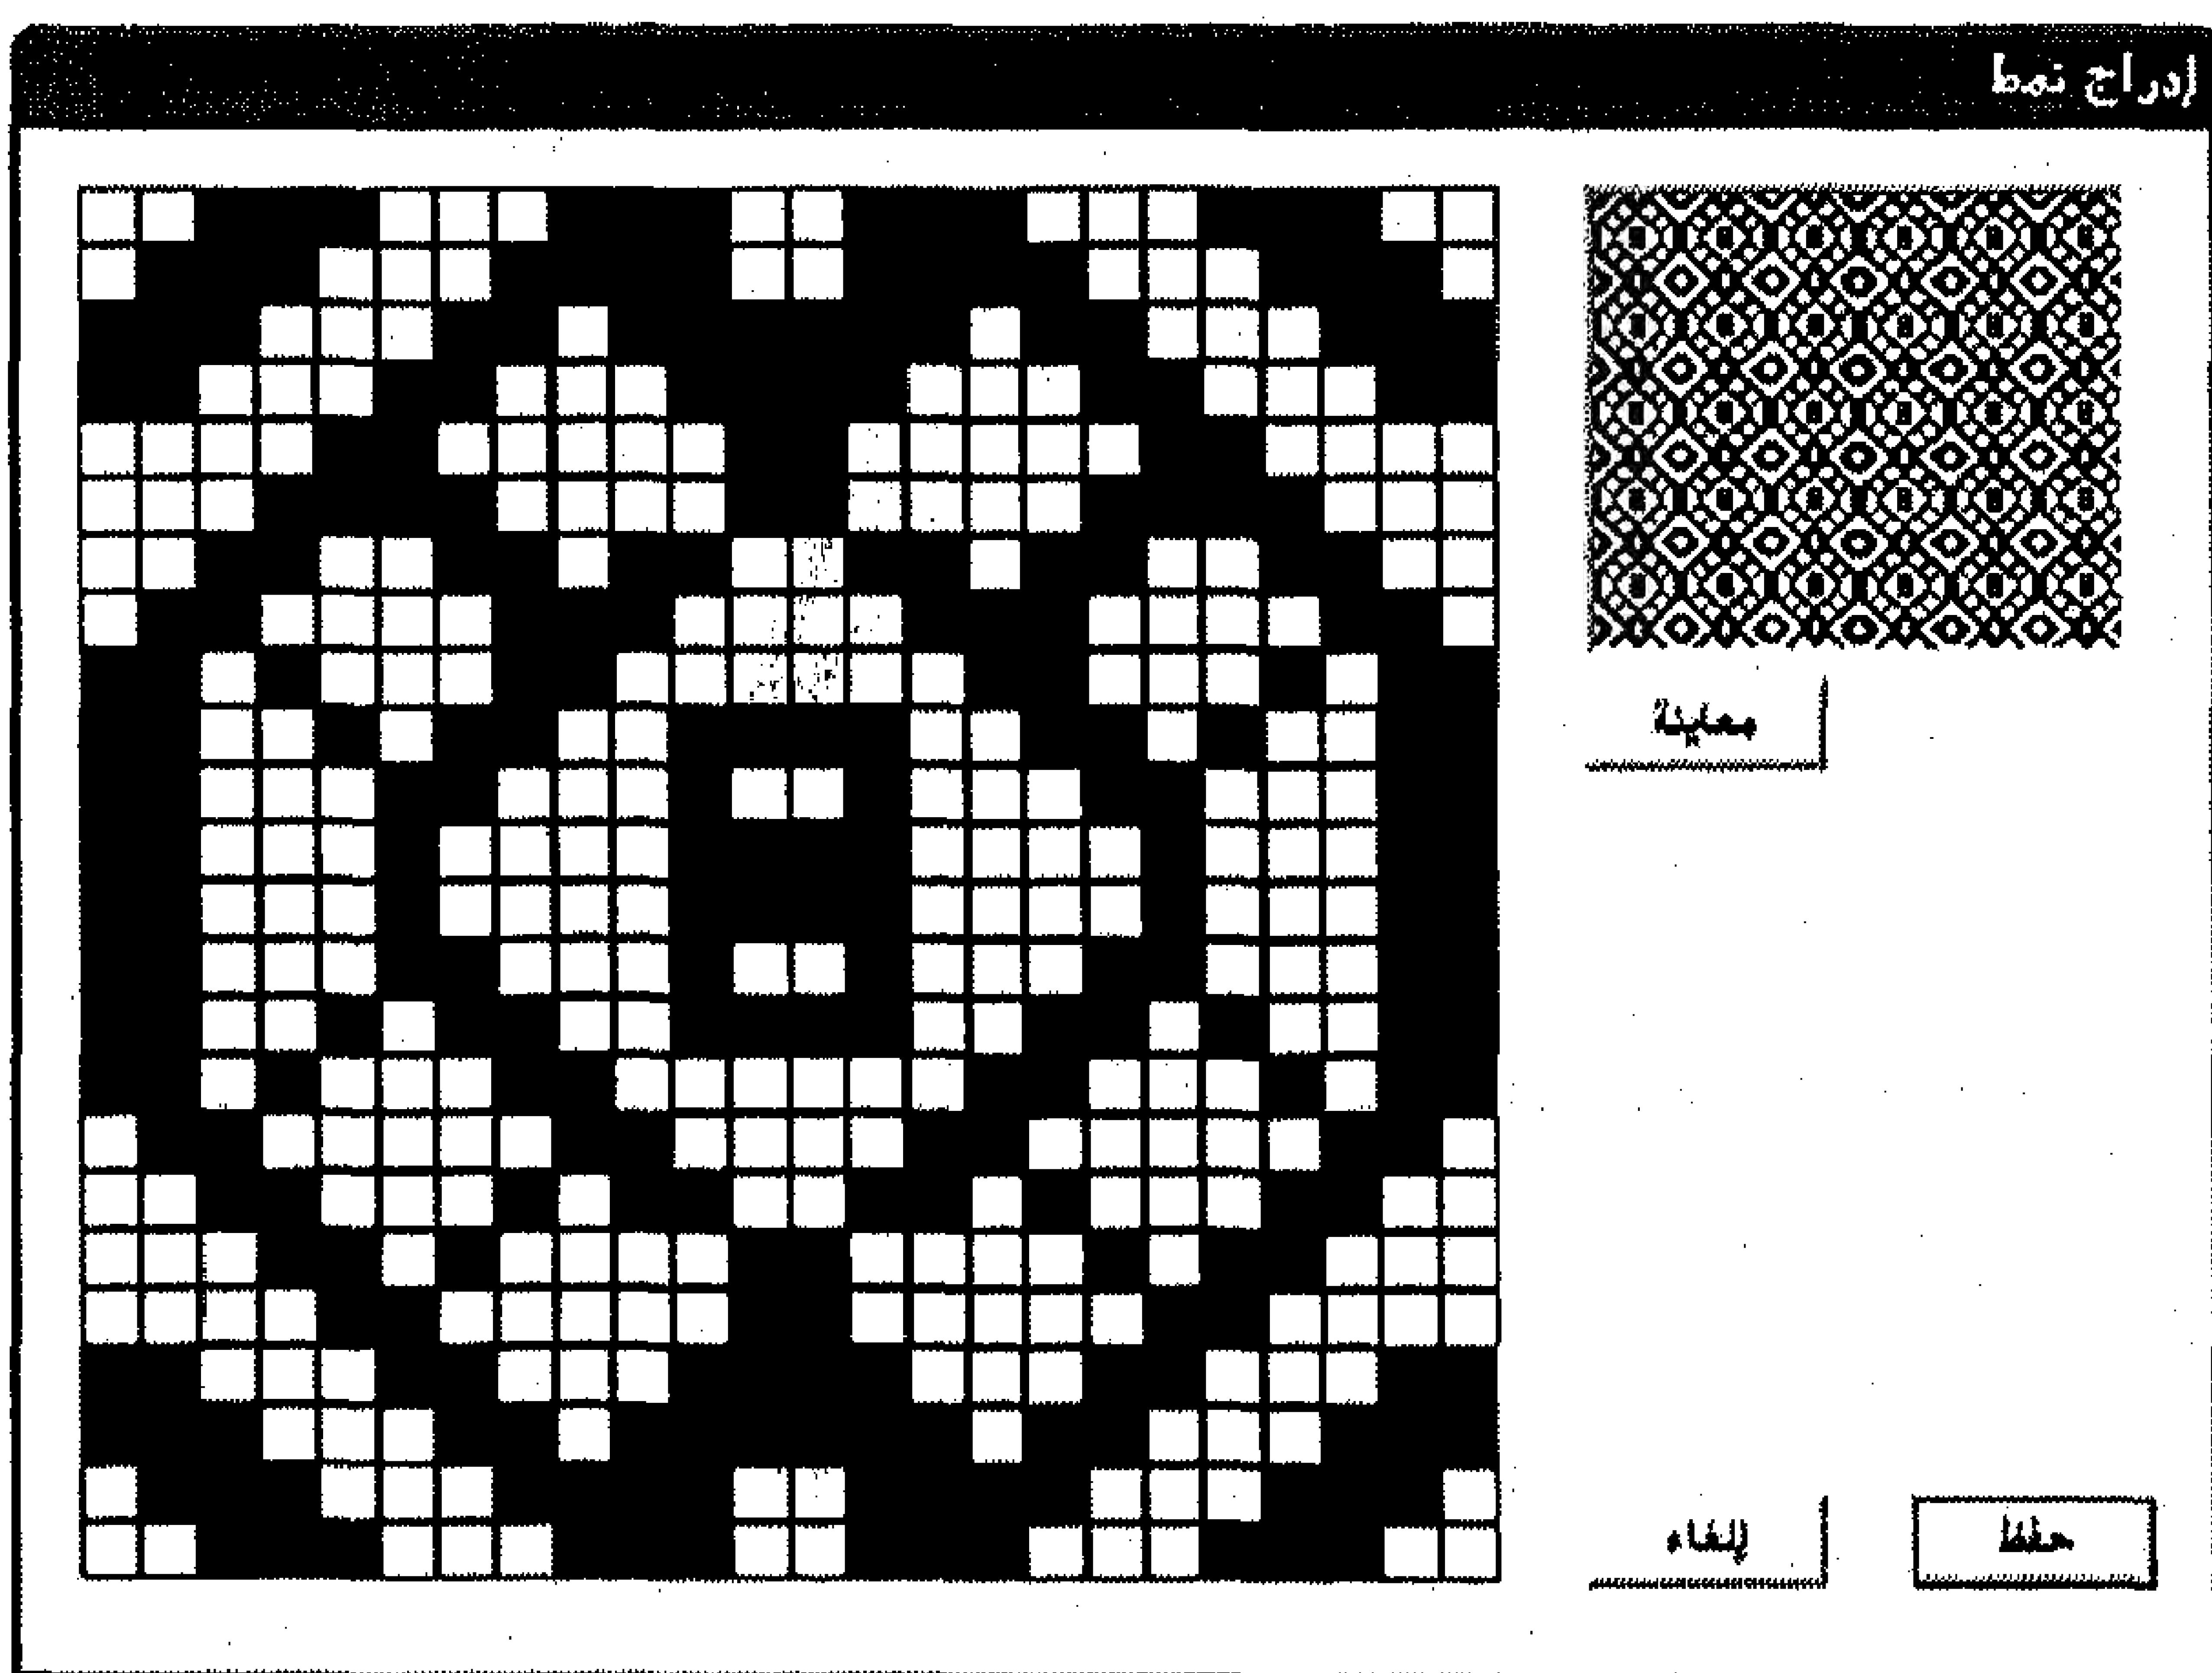 إدراج نمط
معاينة
حفظ
إلغاء